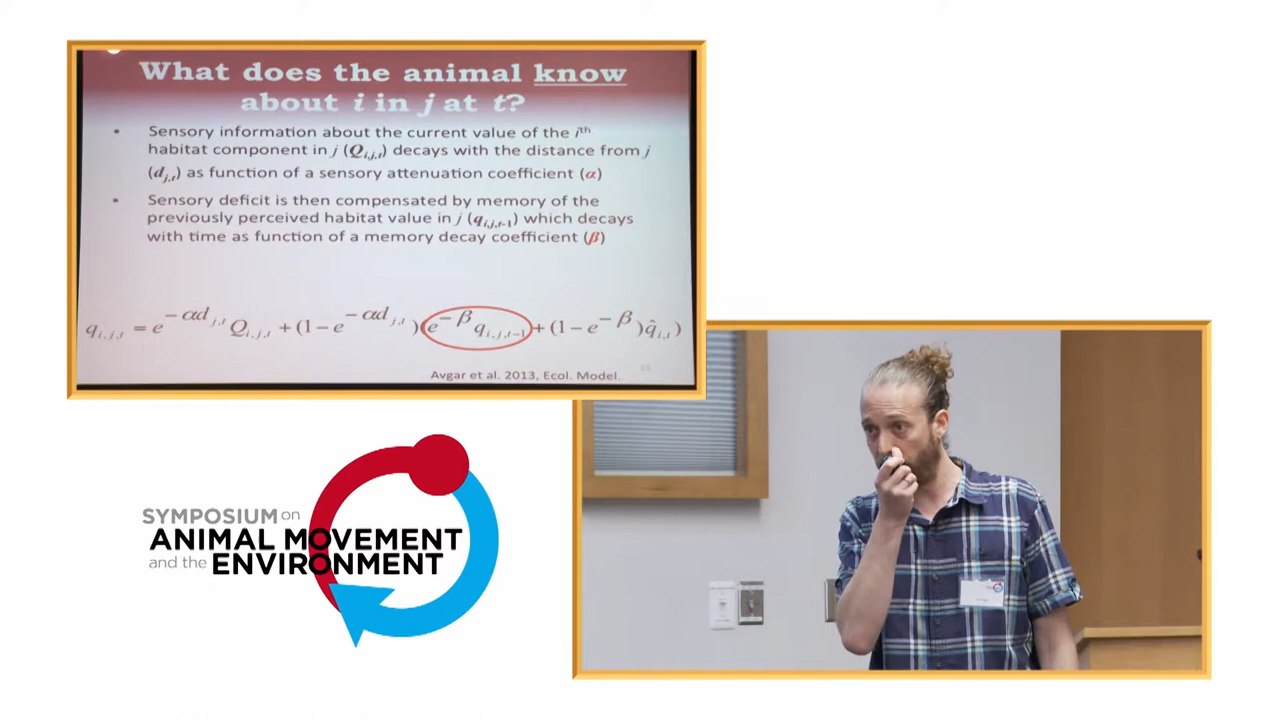 What does the animal know
about i in j at t?
▪ Sensory information about the current value of the iᵗʰ
habitat component in j (Qi,j,t) decays with the distance from j
(dj,t) as function of a sensory attenuation coefficient (α)
▪ Sensory deficit is then compensated by memory of the
previously perceived habitat value in j (qi,j,t-1) which decays
with time as function of a memory decay coefficient (β)
qi,j,t = e^(−αdj,t) Qi,j,t + (1−e^(−αdj,t))(e^(−β) qi,j,t−1 + (1−e^(−β))q̂i,t)
Avgar et al. 2013, Ecol. Model.
SYMPOSIUM on
ANIMAL MOVEMENT
and the ENVIRONMENT